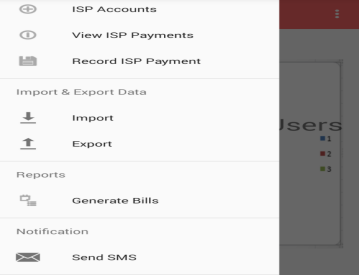 ISP Accounts
View ISP Payments
Record ISP Payment
Import & Export Data
Import
Export
Reports
Generate Bills
Notification
Send SMS
Users
1
2
3